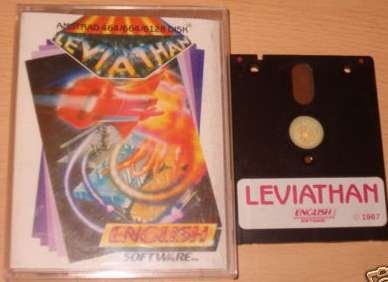 AMSTRAD 464/664/6128 DISK
LEVIATHAN
ENGLISH
SOFTWARE
LEVIATHAN
ENGLISH
SOFTWARE
© 1987